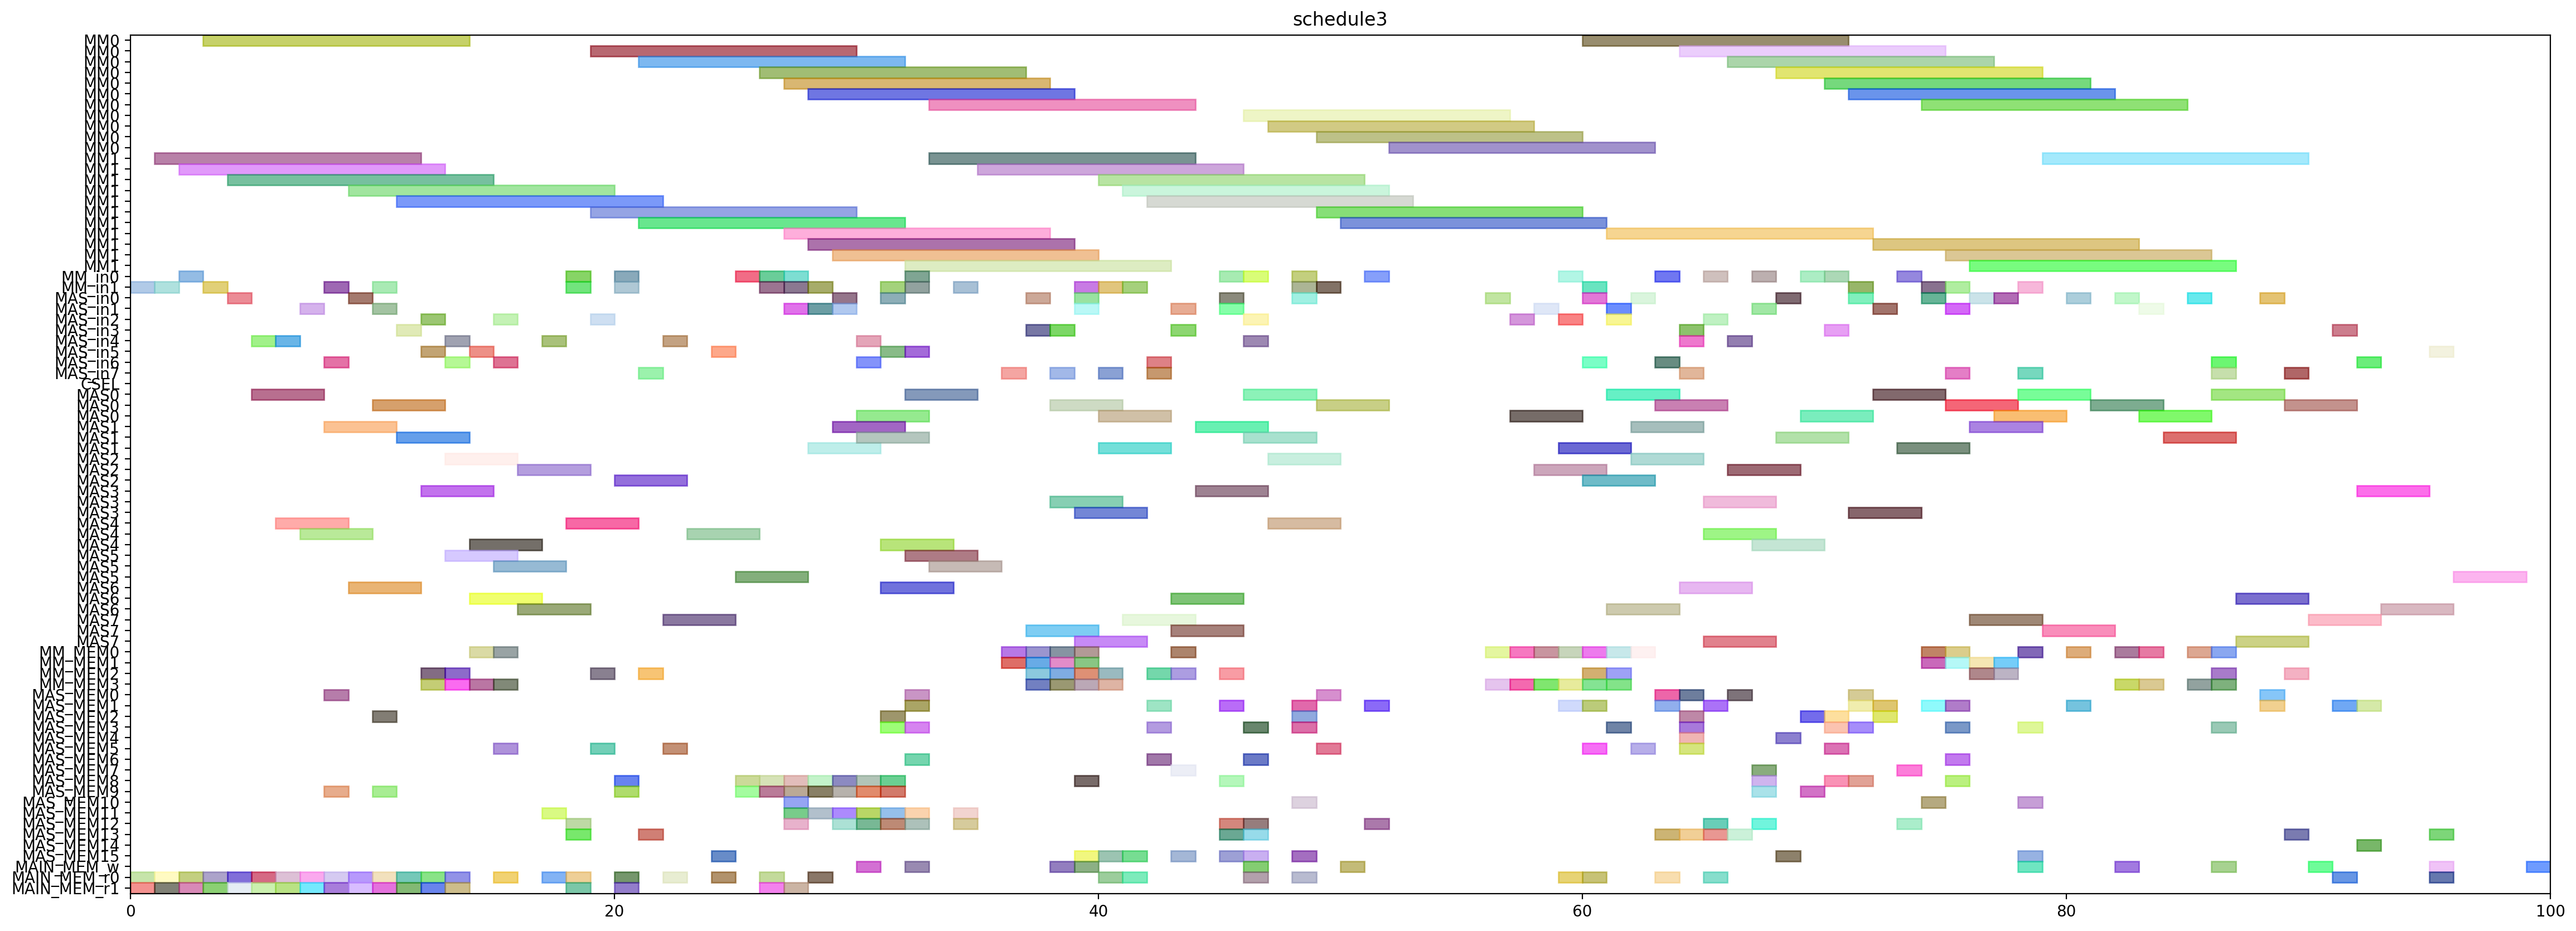 schedule3
MM0
MM0
MM0
MM0
MM0
MM0
MM0
MM0
MM0
MM0
MM0
MM1
MM1
MM1
MM1
MM1
MM1
MM1
MM1
MM1
MM1
MM1
MM_in0
MM_in1
MAS_in0
MAS_in1
MAS_in2
MAS_in3
MAS_in4
MAS_in5
MAS_in6
MAS_in7
CSEL
MAS0
MAS0
MAS0
MAS1
MAS1
MAS1
MAS2
MAS2
MAS2
MAS3
MAS3
MAS3
MAS4
MAS4
MAS4
MAS5
MAS5
MAS5
MAS6
MAS6
MAS6
MAS7
MAS7
MAS7
MM_MEM0
MM_MEM1
MM_MEM2
MM_MEM3
MAS_MEM0
MAS_MEM1
MAS_MEM2
MAS_MEM3
MAS_MEM4
MAS_MEM5
MAS_MEM6
MAS_MEM7
MAS_MEM8
MAS_MEM9
MAS_MEM10
MAS_MEM11
MAS_MEM12
MAS_MEM13
MAS_MEM14
MAS_MEM15
MAIN_MEM_w
MAIN_MEM_r0
MAIN_MEM_r1
0 20 40 60 80 100